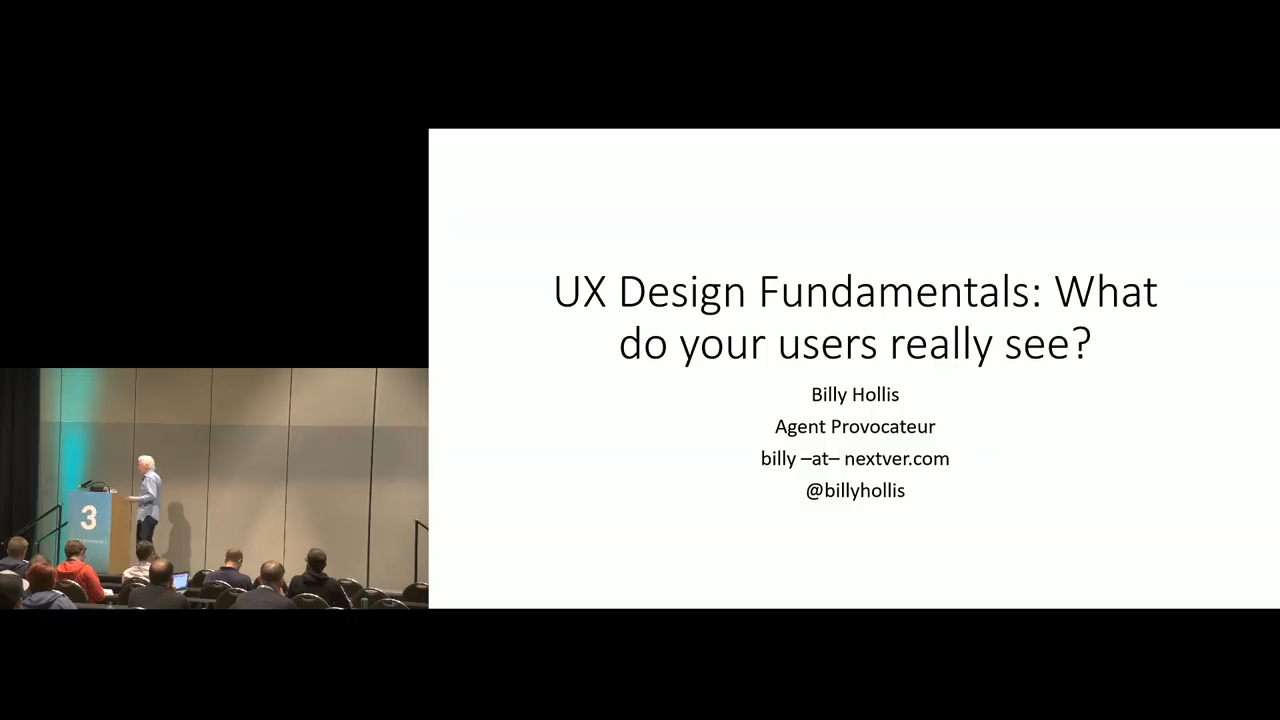 UX Design Fundamentals: What
do your users really see?
Billy Hollis
Agent Provocateur
billy –at– nextver.com
@billyhollis
3